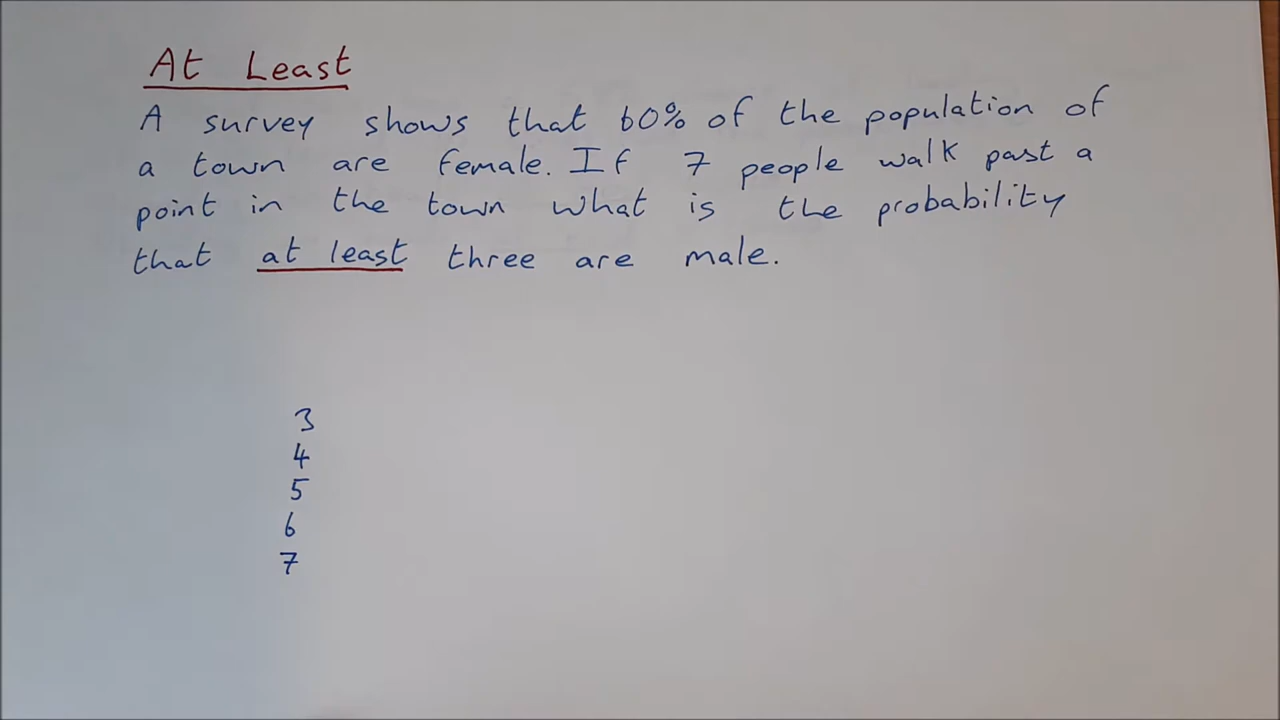 At Least
A survey shows that 60% of the population of
a town are female. If 7 people walk past a
point in the town what is the probability
that at least three are male.
3
4
5
6
7